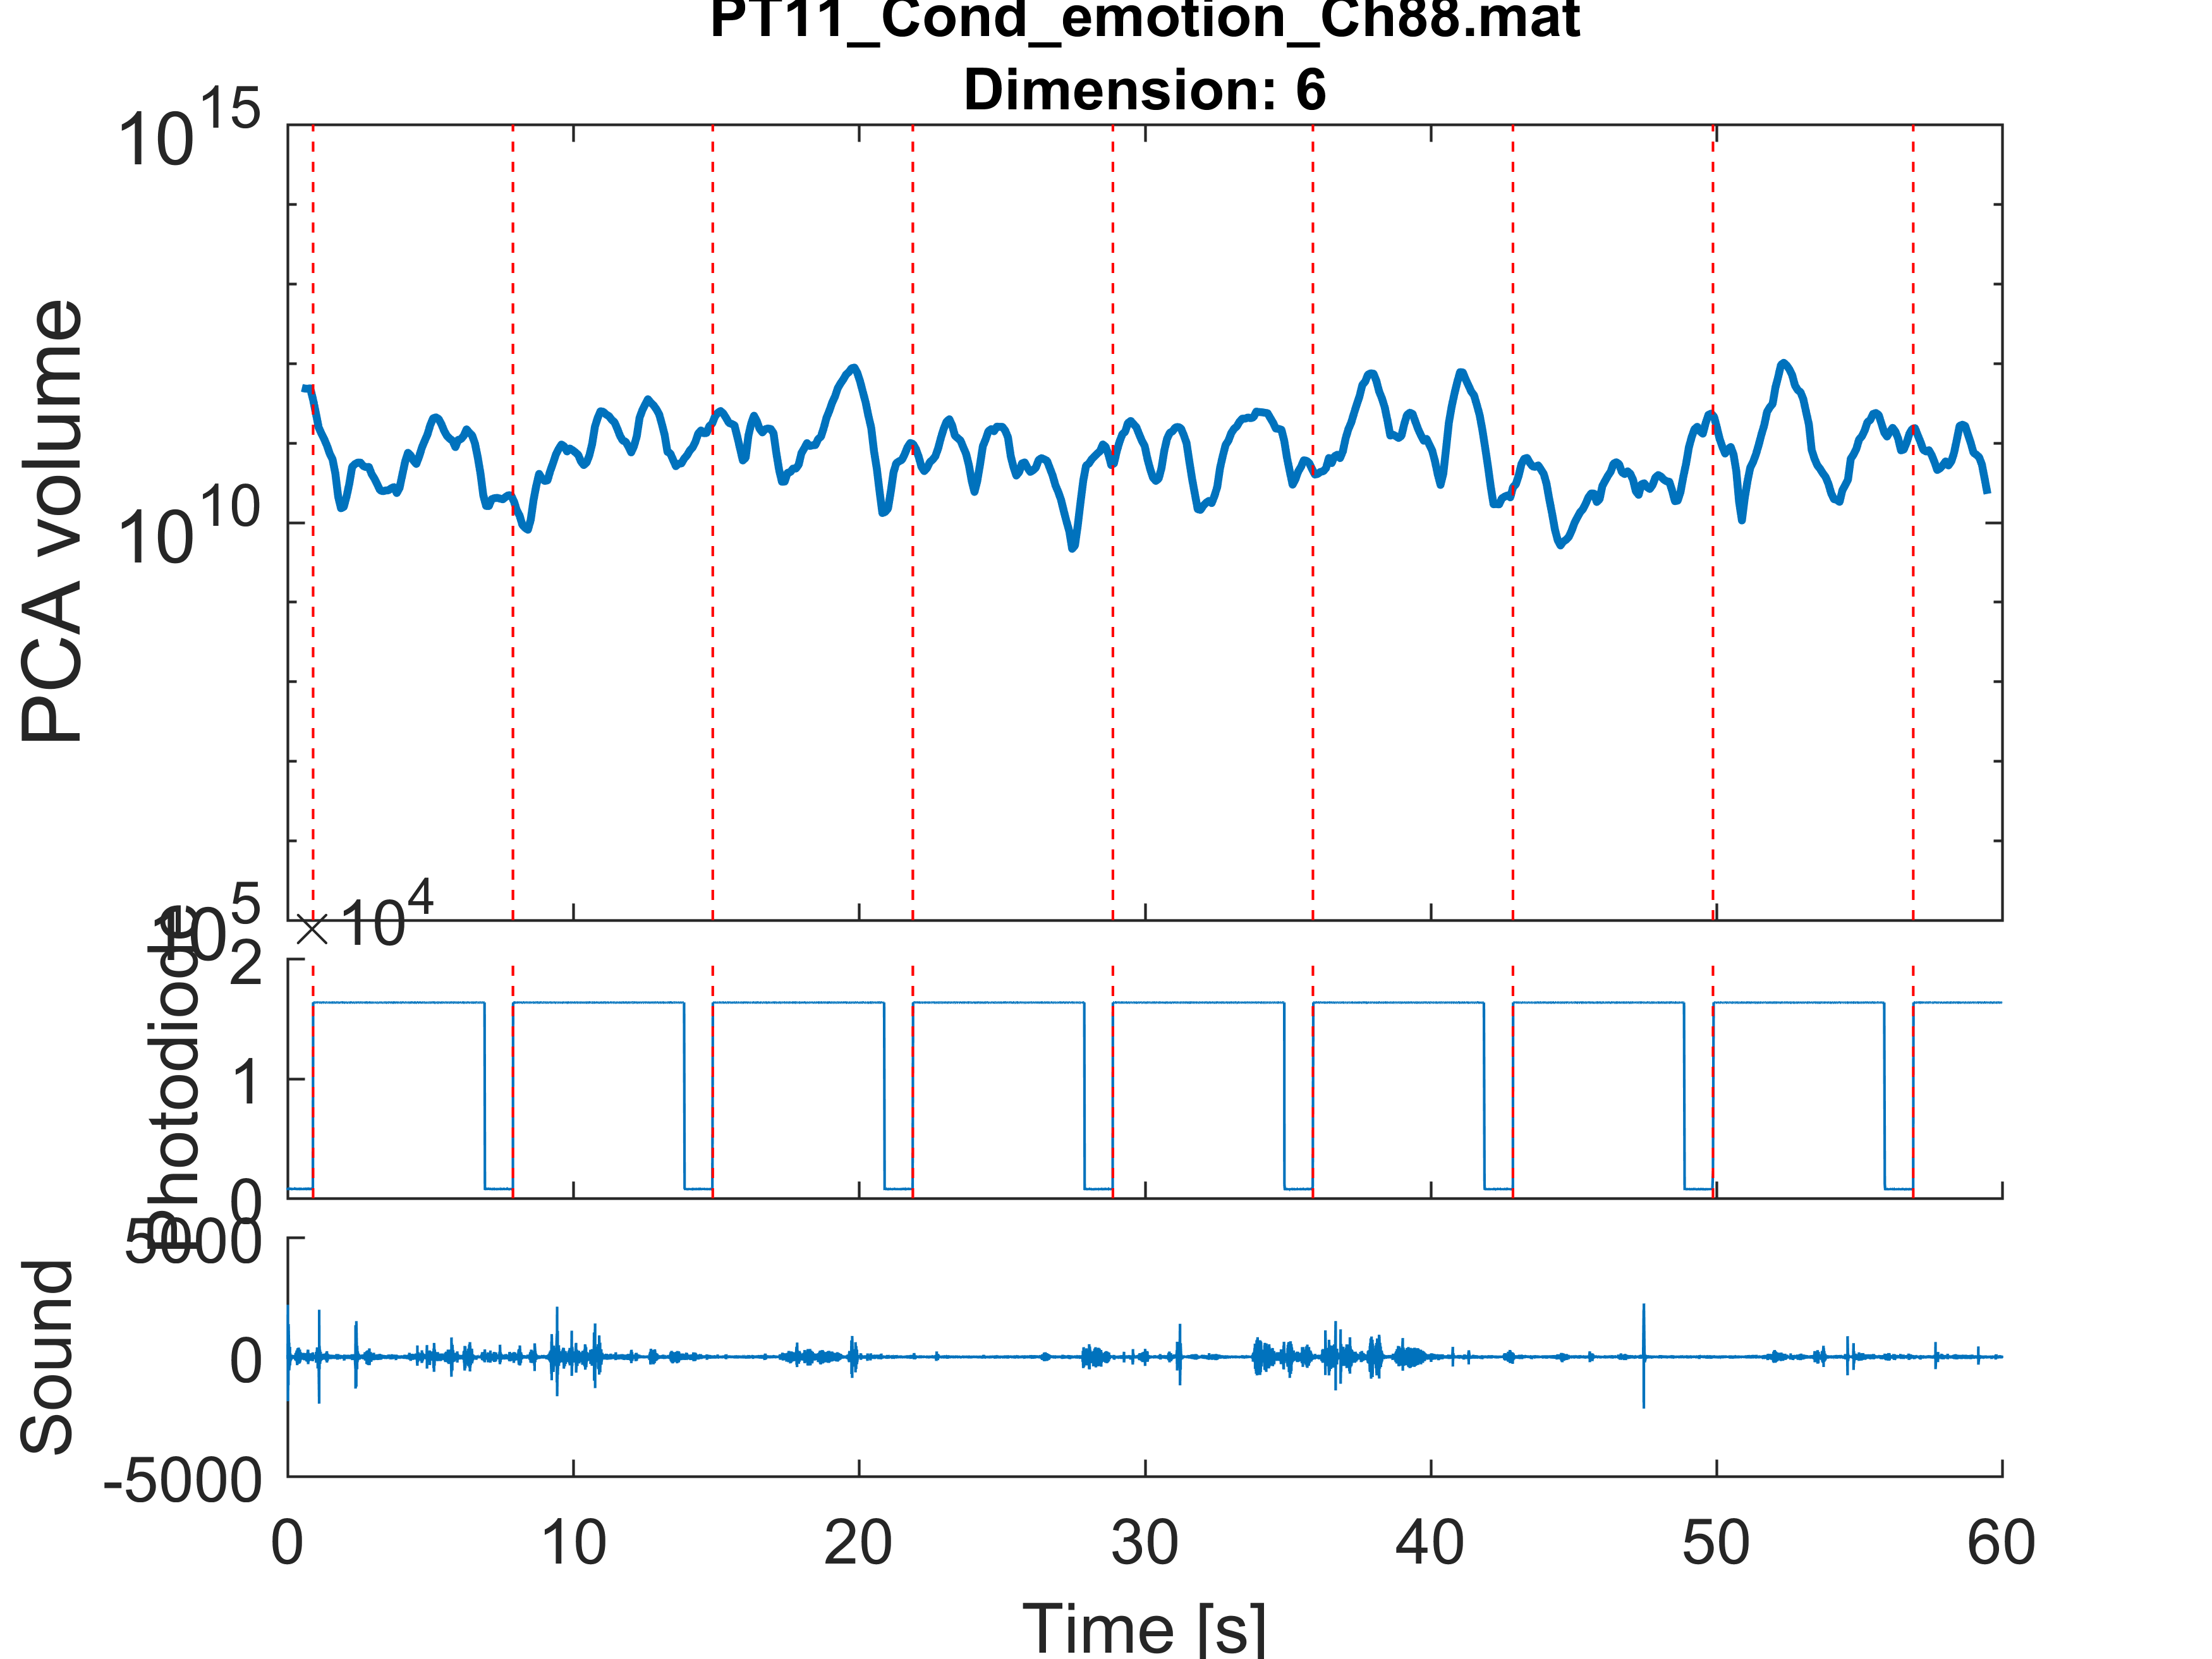 PT11_Cond_emotion_Ch88.mat
Dimension: 6
10^15
10^10
10^5
PCA volume
× 10^4
2
1
0
Photodiode
5000
0
-5000
Sound
0 10 20 30 40 50 60
Time [s]